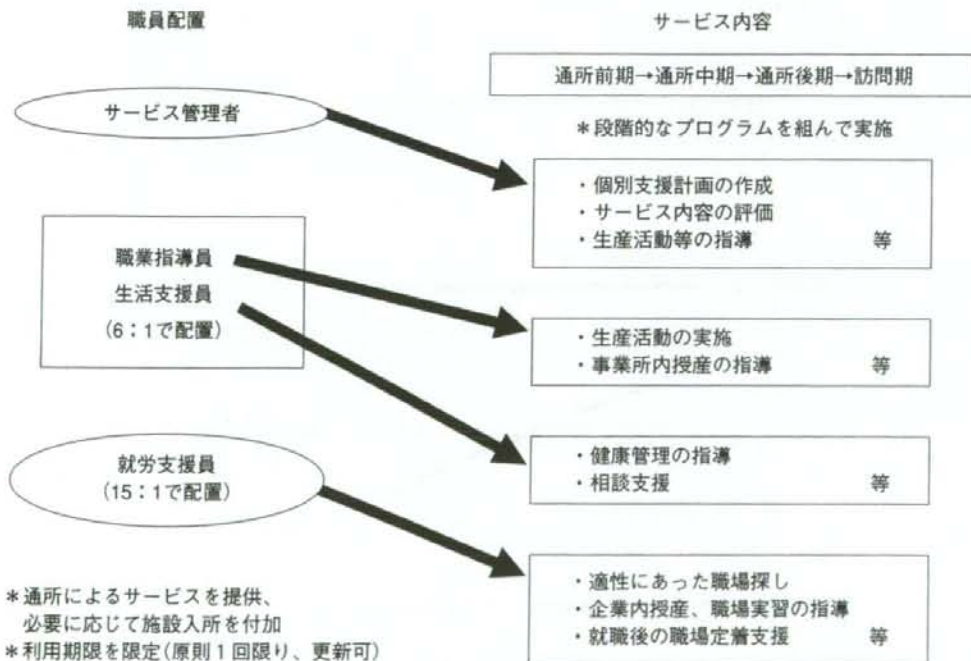 職員配置
サービス内容
通所前期→通所中期→通所後期→訪問期
サービス管理者
＊段階的なプログラムを組んで実施
・個別支援計画の作成
・サービス内容の評価
・生産活動等の指導　等
職業指導員
生活支援員
(6：1で配置)
・生産活動の実施
・事業所内授産の指導　等
・健康管理の指導
・相談支援　等
就労支援員
(15：1で配置)
・適性にあった職場探し
・企業内授産、職場実習の指導
・就職後の職場定着支援　等
＊通所によるサービスを提供、
必要に応じて施設入所を付加
＊利用期限を限定(原則1回限り、更新可)